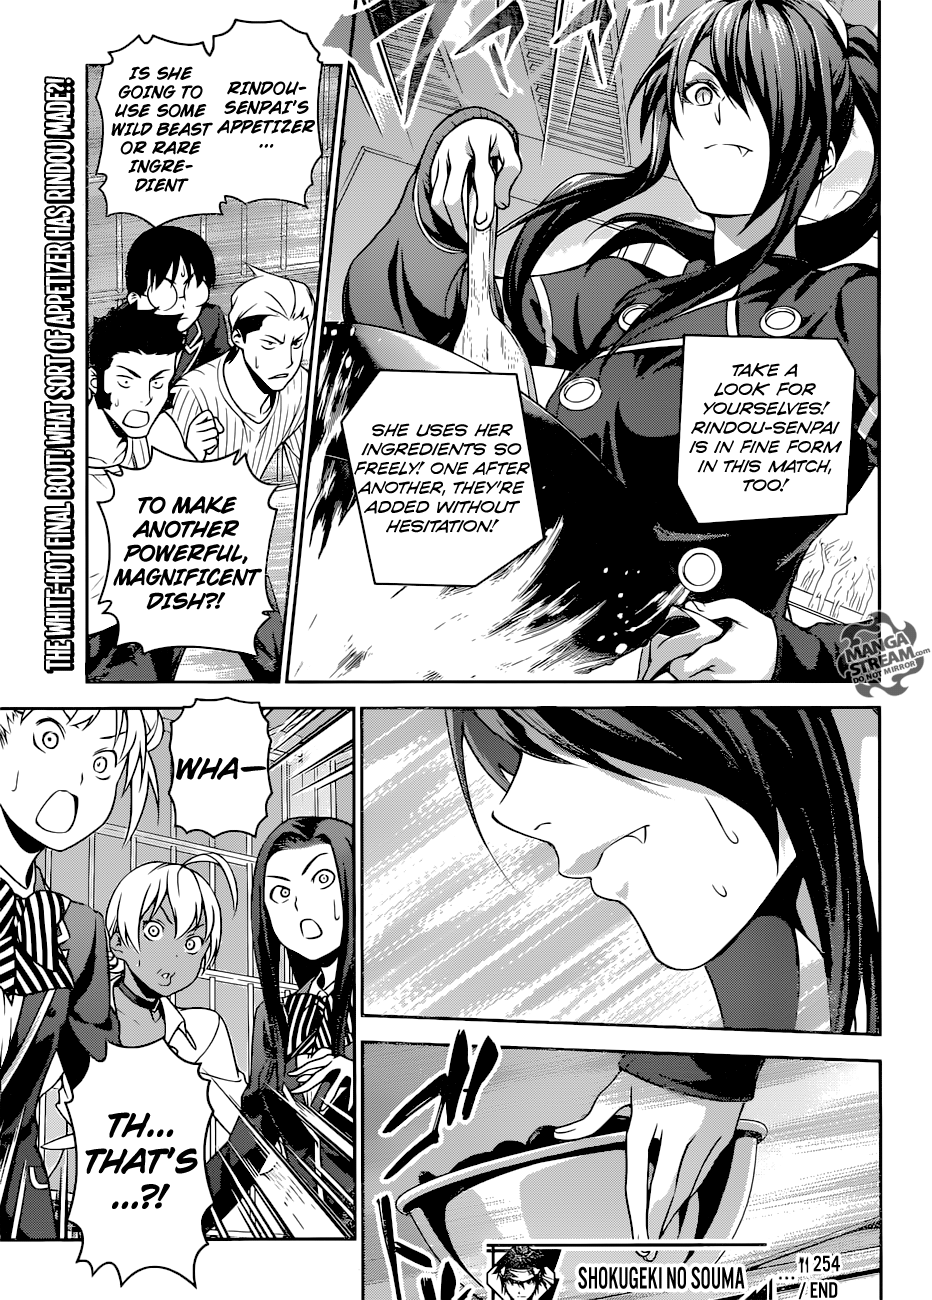 THE WHITE-HOT FINAL BOUT! WHAT SORT OF APPETIZER HAS RINDOU MADE?!
TAKE A
LOOK FOR
YOURSELVES!
RINDOU-SENPAI
IS IN FINE FORM
IN THIS MATCH,
TOO!
SHE USES HER
INGREDIENTS SO
FREELY! ONE AFTER
ANOTHER, THEY'RE
ADDED WITHOUT
HESITATION!
RINDOU-
SENPAI'S
APPETIZER
...
IS SHE
GOING TO
USE SOME
WILD BEAST
OR RARE
INGRE-
DIENT
TO MAKE
ANOTHER
POWERFUL,
MAGNIFICENT
DISH?!
MANGA
STREAM.com
DO NOT MIRROR
WHA—
TH...
THAT'S
...?!
SHOKUGEKI NO SOUMA ... 254
/ END